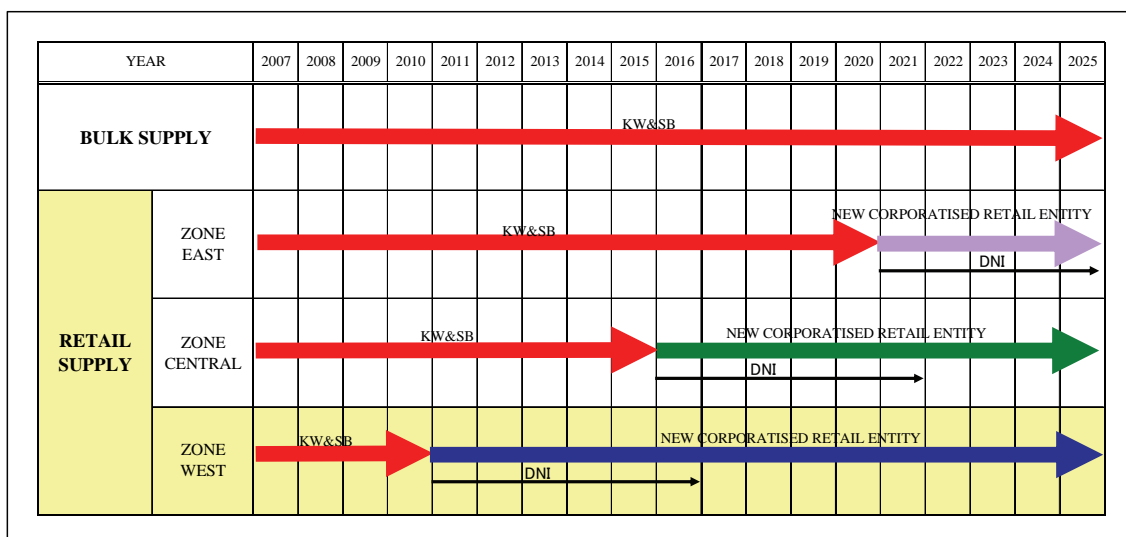 YEAR 2007 2008 2009 2010 2011 2012 2013 2014 2015 2016 2017 2018 2019 2020 2021 2022 2023 2024 2025
BULK SUPPLY
KW&SB
RETAIL
SUPPLY
ZONE
EAST
KW&SB
NEW CORPORATISED RETAIL ENTITY
DNI
ZONE
CENTRAL
KW&SB
NEW CORPORATISED RETAIL ENTITY
DNI
ZONE
WEST
KW&SB
NEW CORPORATISED RETAIL ENTITY
DNI